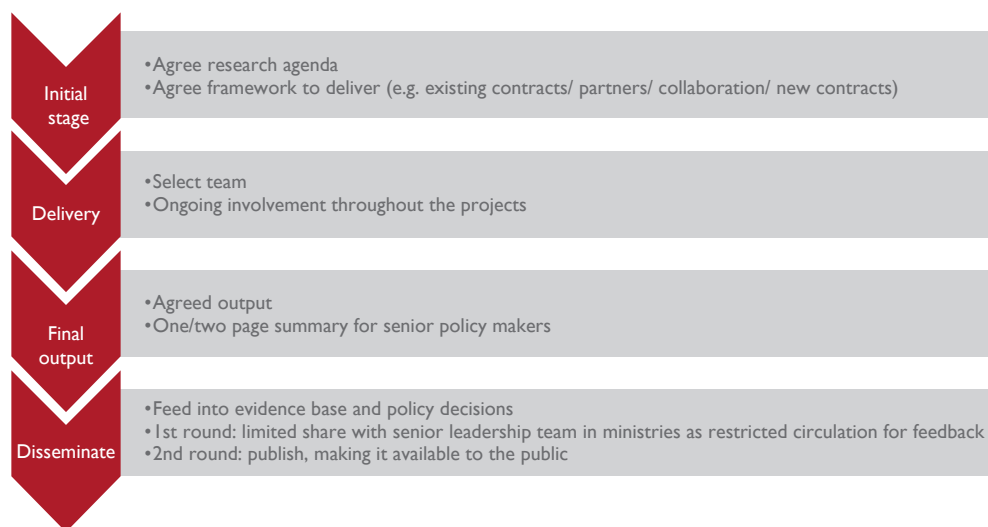 Initial
stage
•Agree research agenda
•Agree framework to deliver (e.g. existing contracts/ partners/ collaboration/ new contracts)
Delivery
•Select team
•Ongoing involvement throughout the projects
Final
output
•Agreed output
•One/two page summary for senior policy makers
Disseminate
•Feed into evidence base and policy decisions
•1st round: limited share with senior leadership team in ministries as restricted circulation for feedback
•2nd round: publish, making it available to the public